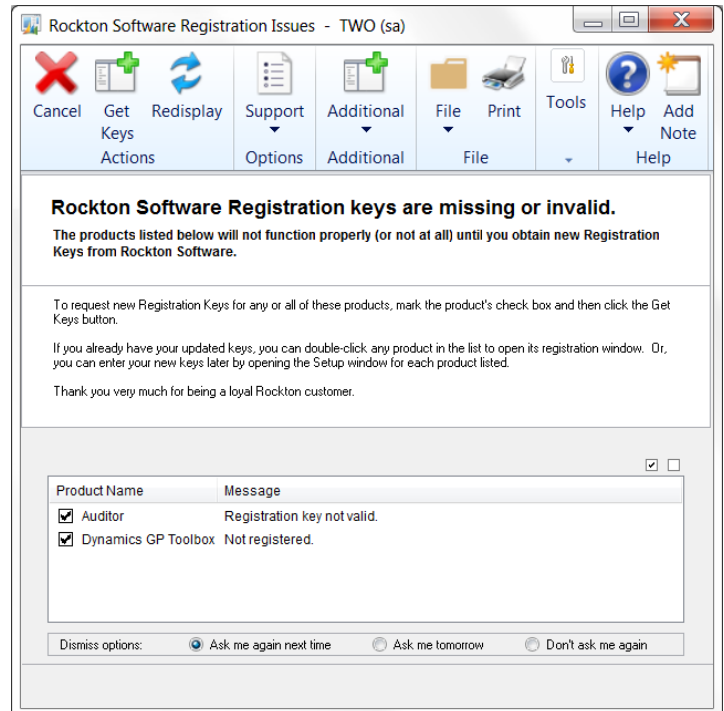 Rockton Software Registration Issues - TWO (sa)
Cancel Get Keys Redisplay Support Additional File Print Tools Help Add Note
Actions Options Additional File Help
Rockton Software Registration keys are missing or invalid.
The products listed below will not function properly (or not at all) until you obtain new Registration
Keys from Rockton Software.
To request new Registration Keys for any or all of these products, mark the product's check box and then click the Get
Keys button.
If you already have your updated keys, you can double-click any product in the list to open its registration window. Or,
you can enter your new keys later by opening the Setup window for each product listed.
Thank you very much for being a loyal Rockton customer.
Product Name Message
Auditor Registration key not valid.
Dynamics GP Toolbox Not registered.
Dismiss options: Ask me again next time Ask me tomorrow Don't ask me again